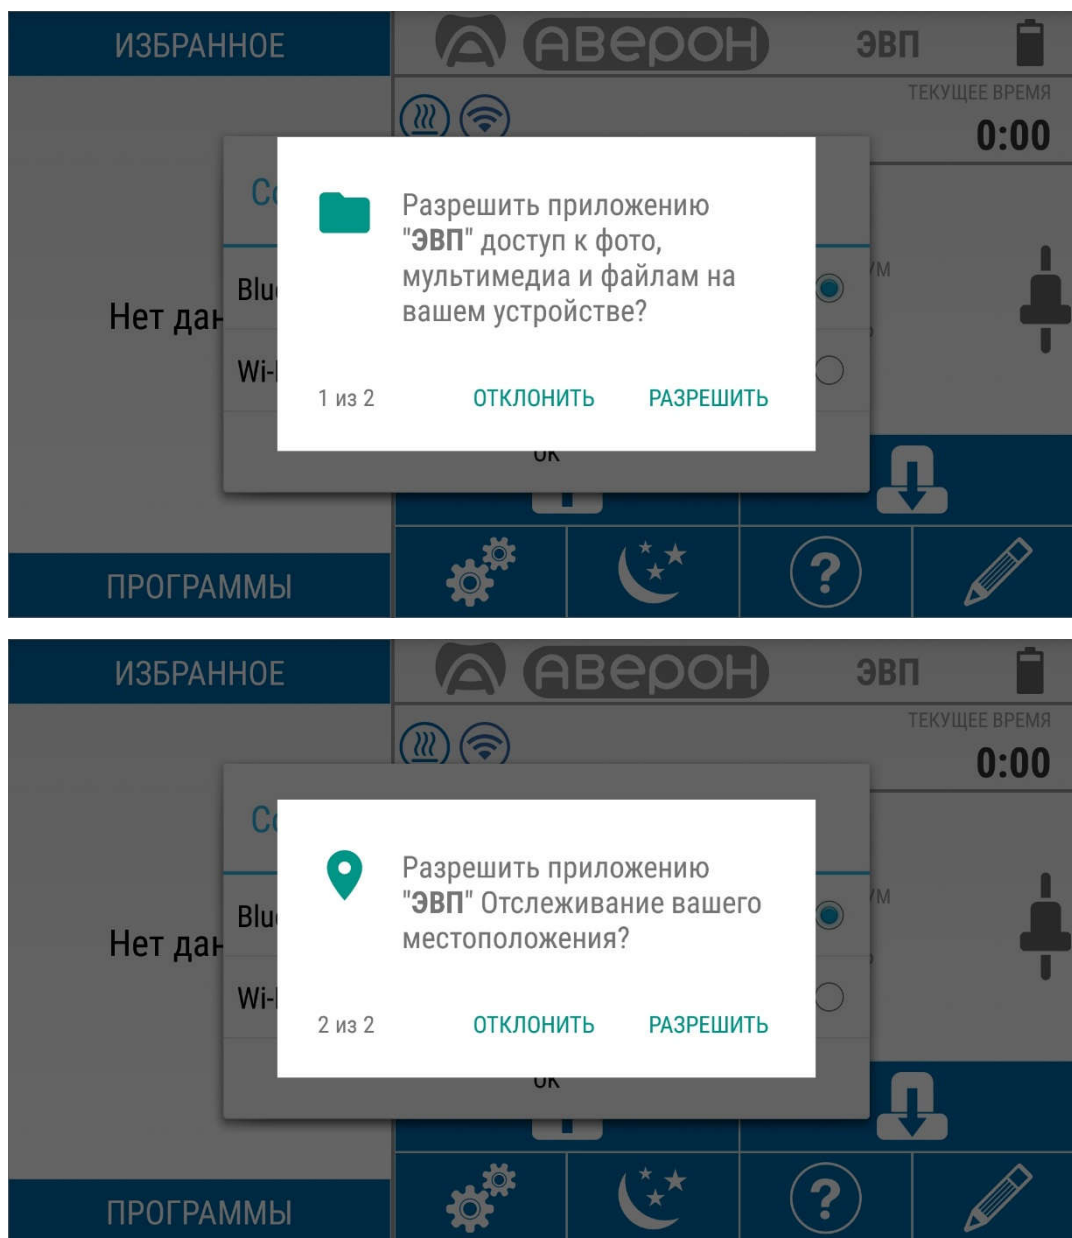 ИЗБРАННОЕ
АВЕРОН
ЭВП
ТЕКУЩЕЕ ВРЕМЯ
0:00
Разрешить приложению
"ЭВП" доступ к фото,
мультимедиа и файлам на
вашем устройстве?
Нет
1 из 2
ОТКЛОНИТЬ
РАЗРЕШИТЬ
ПРОГРАММЫ
?
ИЗБРАННОЕ
АВЕРОН
ЭВП
ТЕКУЩЕЕ ВРЕМЯ
0:00
Разрешить приложению
"ЭВП" Отслеживание вашего
местоположения?
Нет
2 из 2
ОТКЛОНИТЬ
РАЗРЕШИТЬ
ПРОГРАММЫ
?